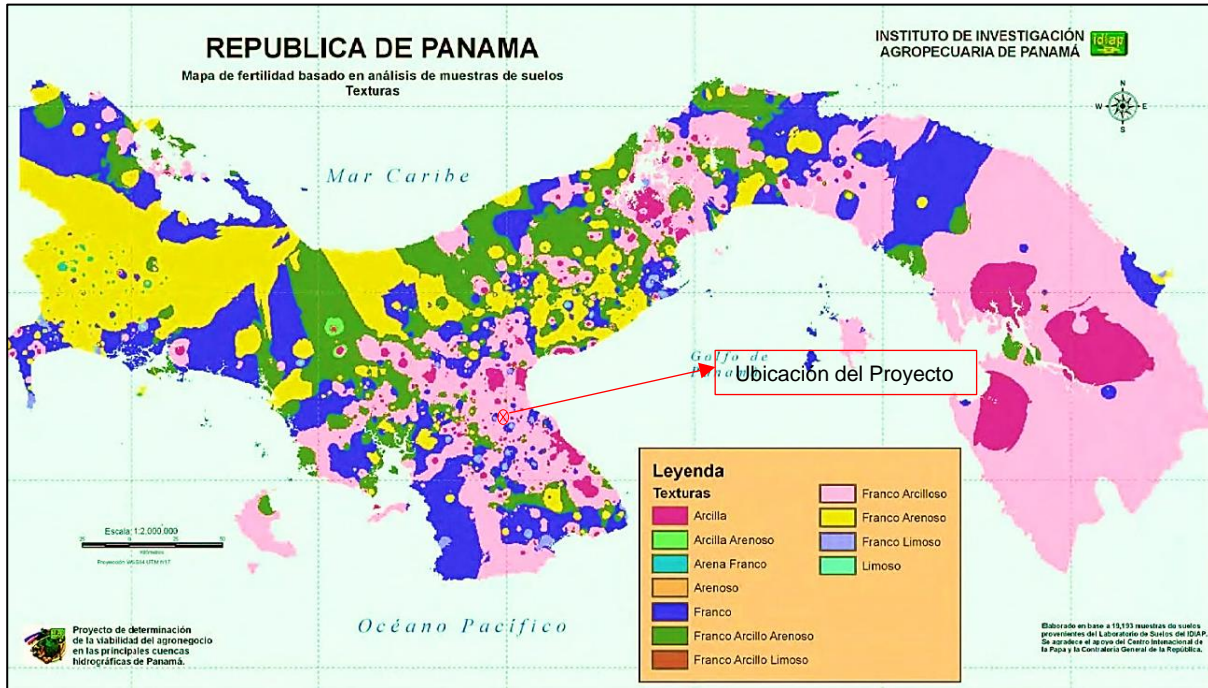 REPUBLICA DE PANAMA
Mapa de fertilidad basado en análisis de muestras de suelos
Texturas
INSTITUTO DE INVESTIGACIÓN
AGROPECUARIA DE PANAMÁ
idiap
N
W E
S
Mar Caribe
Golfo de
Panamá
Ubicación del Proyecto
Leyenda
Texturas
Arcilla
Arcilla Arenoso
Arena Franco
Arenoso
Franco
Franco Arcillo Arenoso
Franco Arcillo Limoso
Franco Arcilloso
Franco Arenoso
Franco Limoso
Limoso
Escala: 1:2,000,000
Océano Pacífico
Proyecto de determinación
de la viabilidad del agronegocio
en las principales cuencas
hidrográficas de Panamá.
Elaborado en base a 19,193 muestras de suelos
provenientes del Laboratorio de Suelos del IDIAP.
Se agradece el apoyo del Centro Internacional de
la Papa y la Contraloría General de la República.